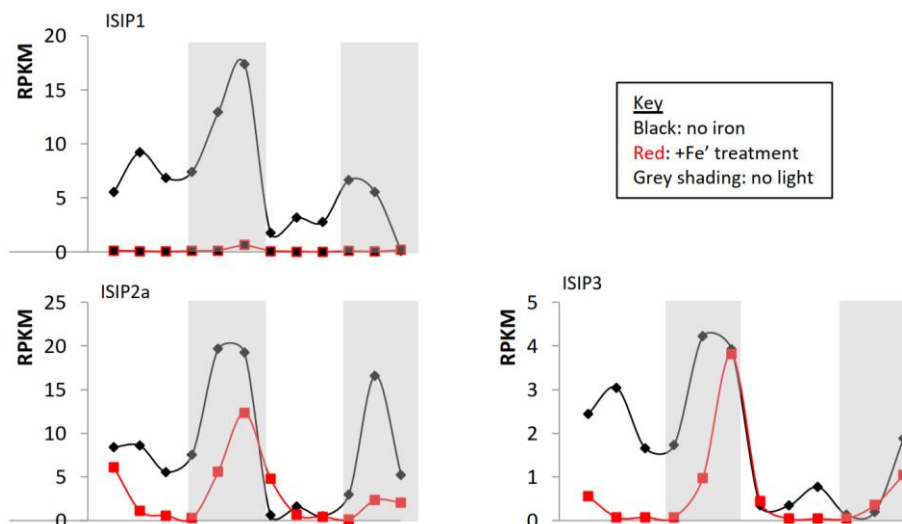 ISIP1
RPKM
20
15
10
5
0
Key
Black: no iron
Red: +Fe’ treatment
Grey shading: no light
ISIP2a
RPKM
25
20
15
10
5
0
ISIP3
RPKM
5
4
3
2
1
0